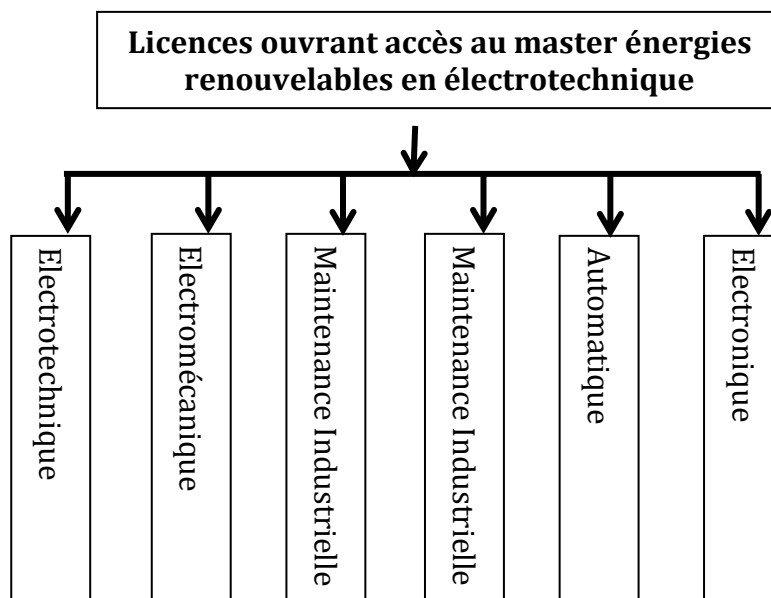 Licences ouvrant accès au master énergies
renouvelables en électrotechnique
Electrotechnique
Electromécanique
Maintenance Industrielle
Maintenance Industrielle
Automatique
Electronique